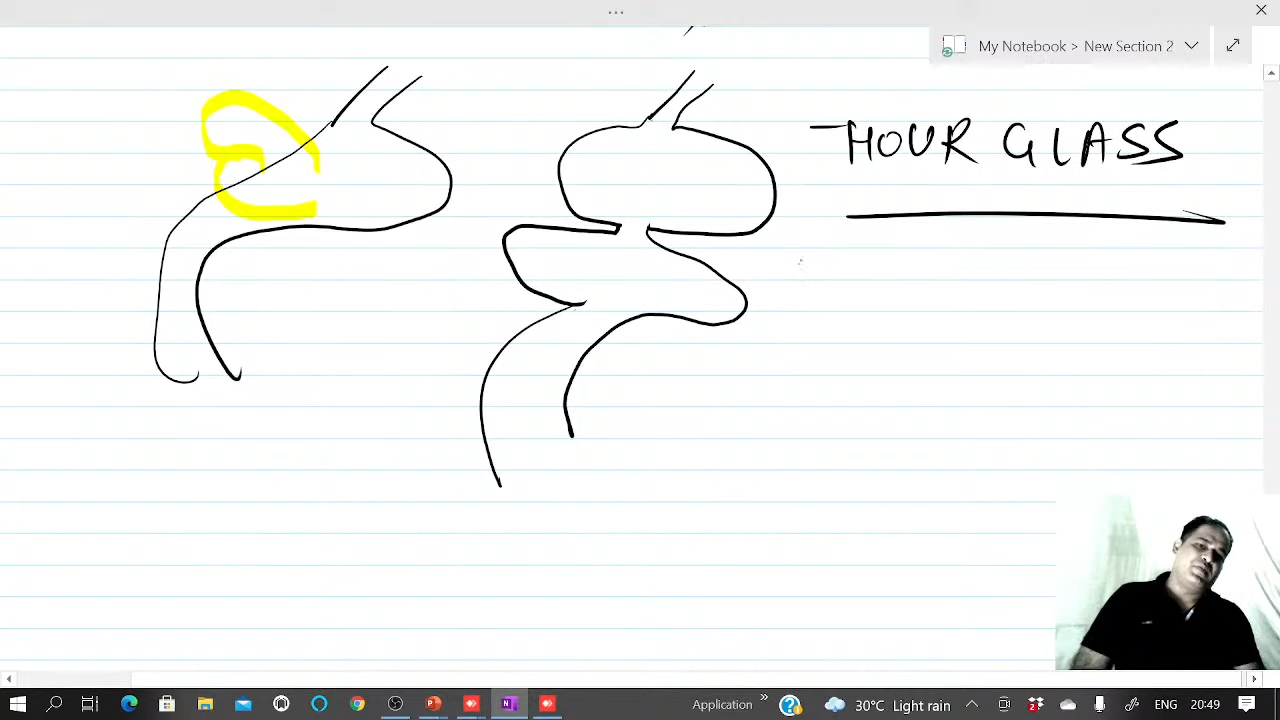 My Notebook > New Section 2
HOUR GLASS
Application
30°C Light rain
ENG
20:49